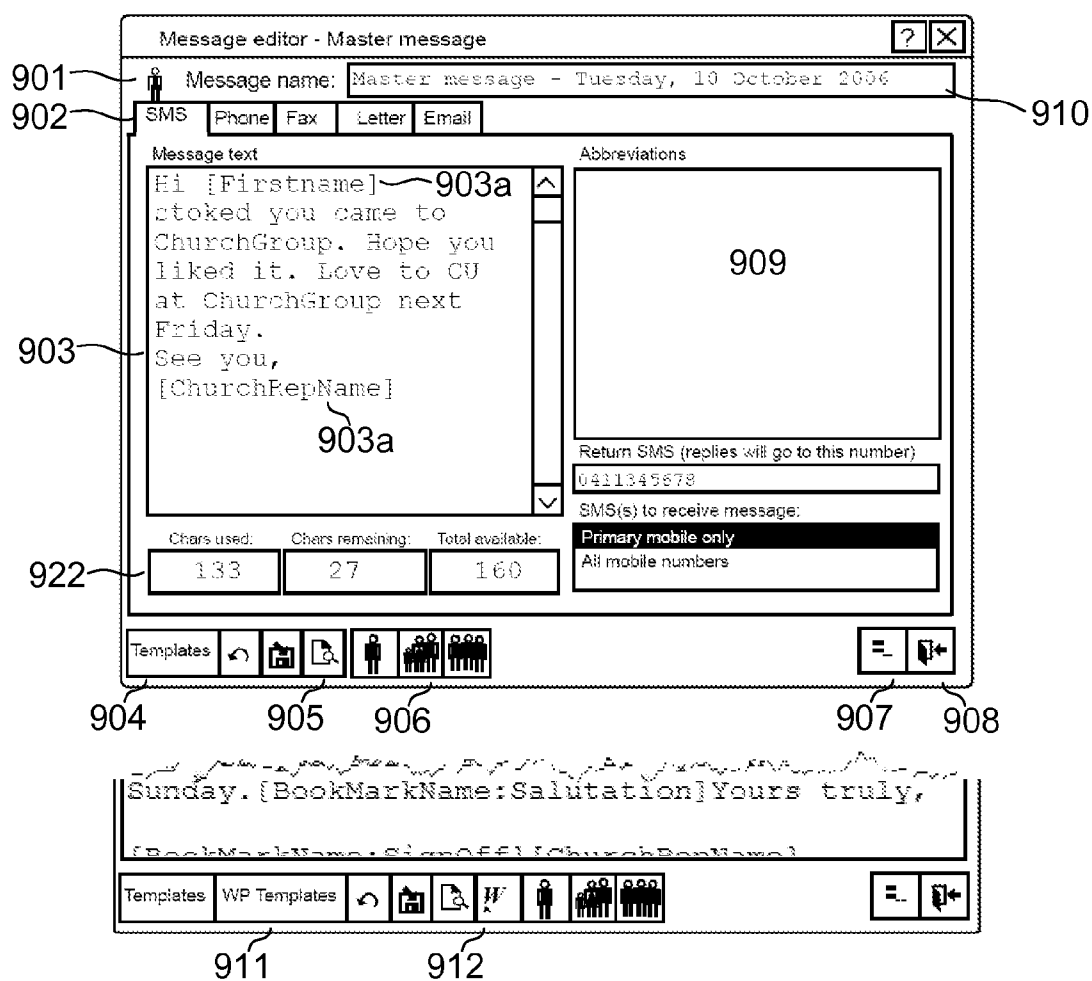 Message editor - Master message
?
901
Message name:
Master message - Tuesday, 10 October 2006
910
902
SMS
Phone
Fax
Letter
Email
Message text
Abbreviations
Hi [Firstname]
903a
stoked you came to
ChurchGroup. Hope you
liked it. Love to CU
at ChurchGroup next
Friday.
See you,
[ChurchRepName]
903
903a
909
Return SMS (replies will go to this number)
0411345678
SMS(s) to receive message:
Primary mobile only
All mobile numbers
Chars used:
Chars remaining:
Total available:
922
133
27
160
Templates
904
905
906
907
908
Sunday.[BookMarkName:Salutation]Yours truly,
[BookMarkName:SignOff][ChurchRepName]
Templates
WP Templates
W
911
912